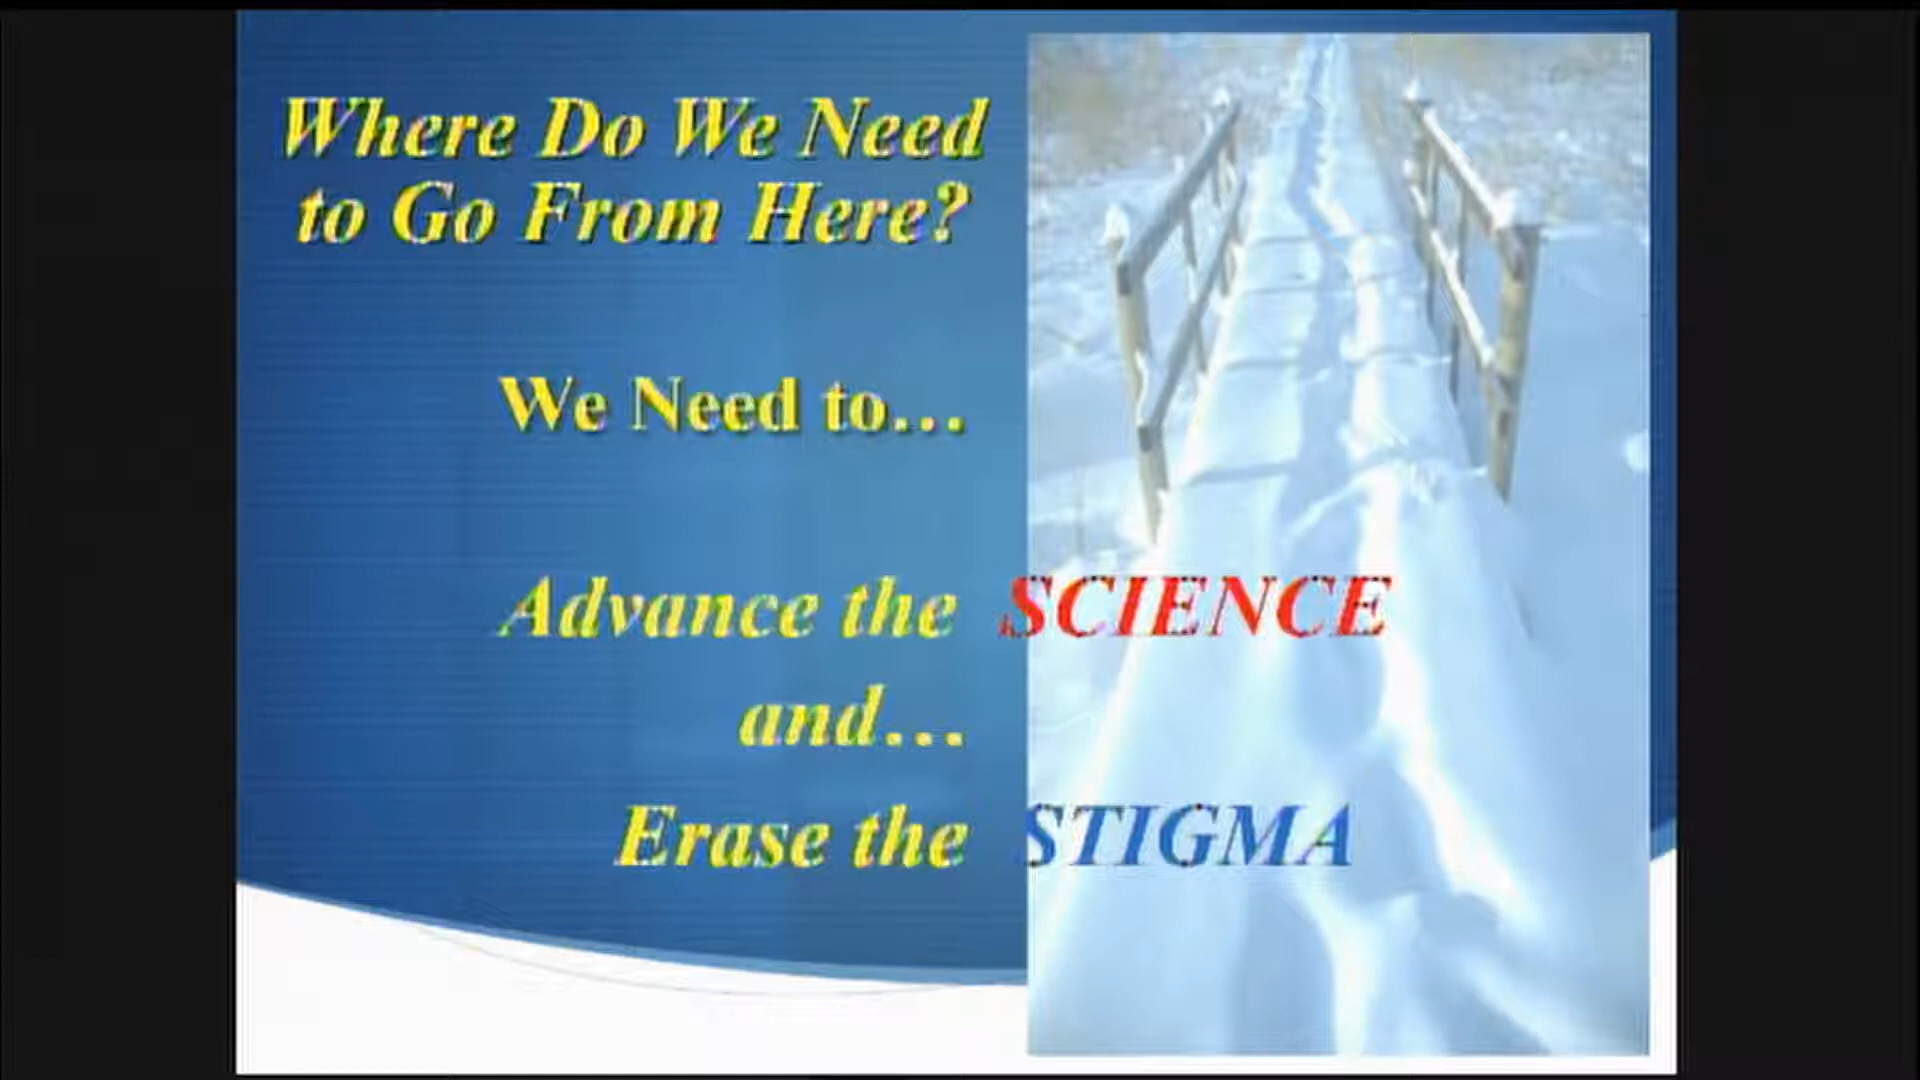 Where Do We Need
to Go From Here?
We Need to…
Advance the SCIENCE
and…
Erase the STIGMA